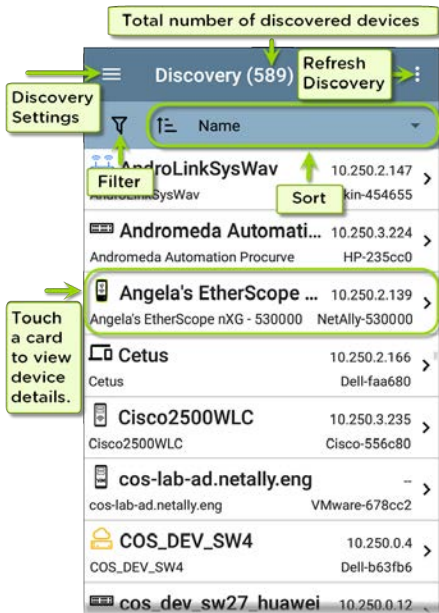 Total number of discovered devices
Discovery (589)
Refresh
Discovery
Discovery
Settings
Name
Filter
Sort
AndroLinkSysWav 10.250.2.147
AndroLinkSysWav kin-454655
Andromeda Automati... 10.250.3.224
Andromeda Automation Procurve HP-235cc0
Angela's EtherScope ... 10.250.2.139
Angela's EtherScope nXG - 530000 NetAlly-530000
Touch
a card
to view
device
details.
Cetus 10.250.2.166
Cetus Dell-faa680
Cisco2500WLC 10.250.3.235
Cisco2500WLC Cisco-556c80
cos-lab-ad.netally.eng --
cos-lab-ad.netally.eng VMware-678cc2
COS_DEV_SW4 10.250.0.4
COS_DEV_SW4 Dell-b63fb6
cos_dev_sw27_huawei 10.250.0.12